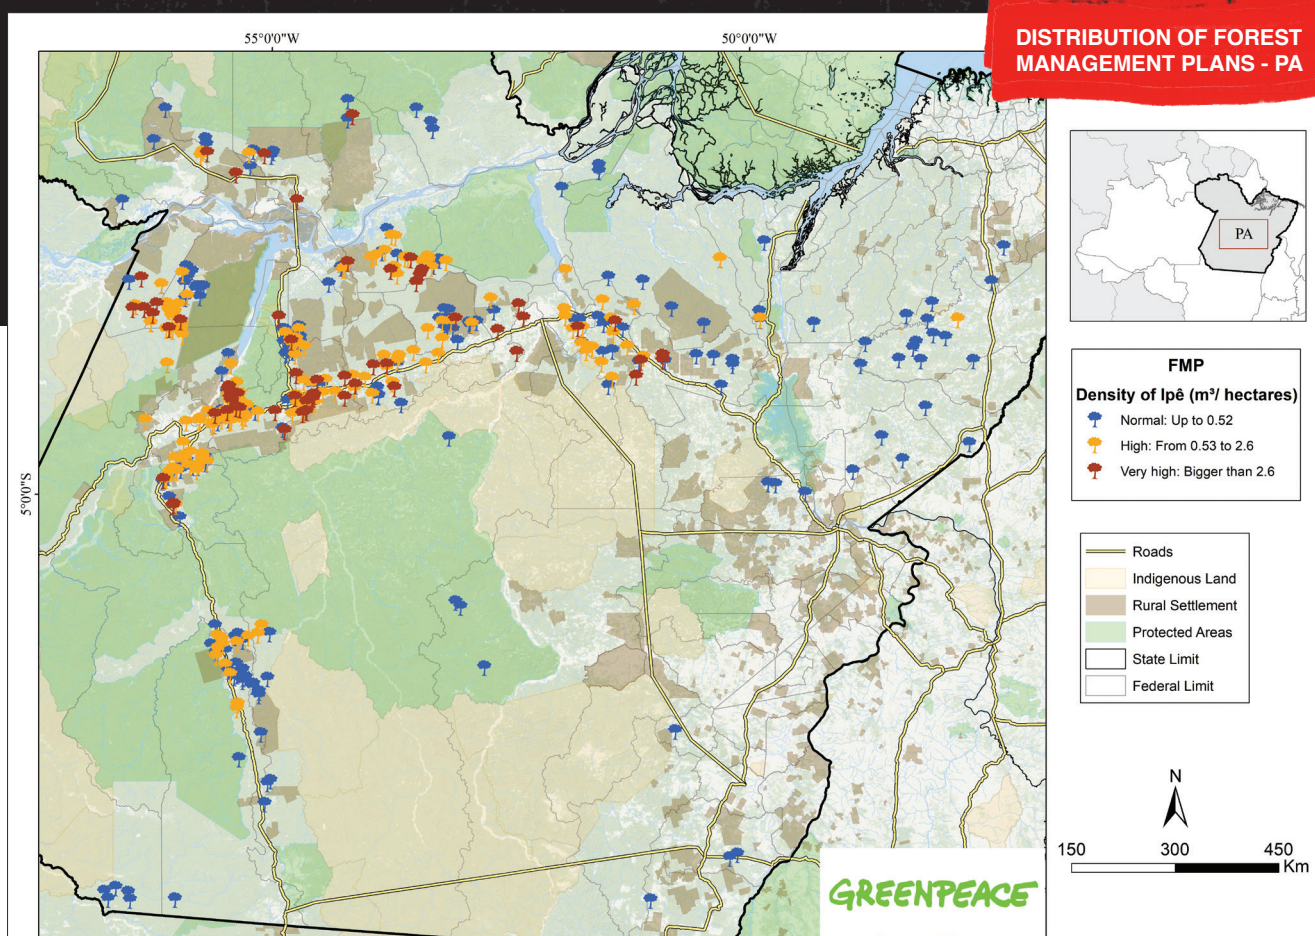 DISTRIBUTION OF FOREST
MANAGEMENT PLANS - PA
55°0'0"W
50°0'0"W
5°0'0"S
PA
FMP
Density of Ipê (m³/ hectares)
Normal: Up to 0.52
High: From 0.53 to 2.6
Very high: Bigger than 2.6
Roads
Indigenous Land
Rural Settlement
Protected Areas
State Limit
Federal Limit
N
150 300 450
Km
GREENPEACE